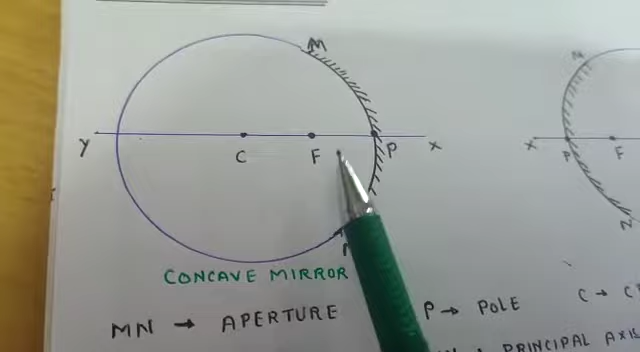 M
Y C F P X
CONCAVE MIRROR
MN → APERTURE
P → POLE
C →
M
X P F
N
PRINCIPAL AXIS